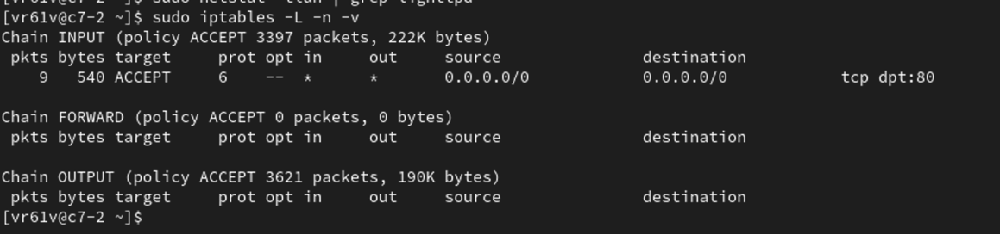 [vr61v@c7-2 ~]$ sudo netstat -tlun | grep lighttpd
[vr61v@c7-2 ~]$ sudo iptables -L -n -v
Chain INPUT (policy ACCEPT 3397 packets, 222K bytes)
 pkts bytes target     prot opt in     out     source               destination
    9   540 ACCEPT     6    --  *      *       0.0.0.0/0            0.0.0.0/0            tcp dpt:80

Chain FORWARD (policy ACCEPT 0 packets, 0 bytes)
 pkts bytes target     prot opt in     out     source               destination

Chain OUTPUT (policy ACCEPT 3621 packets, 190K bytes)
 pkts bytes target     prot opt in     out     source               destination
[vr61v@c7-2 ~]$